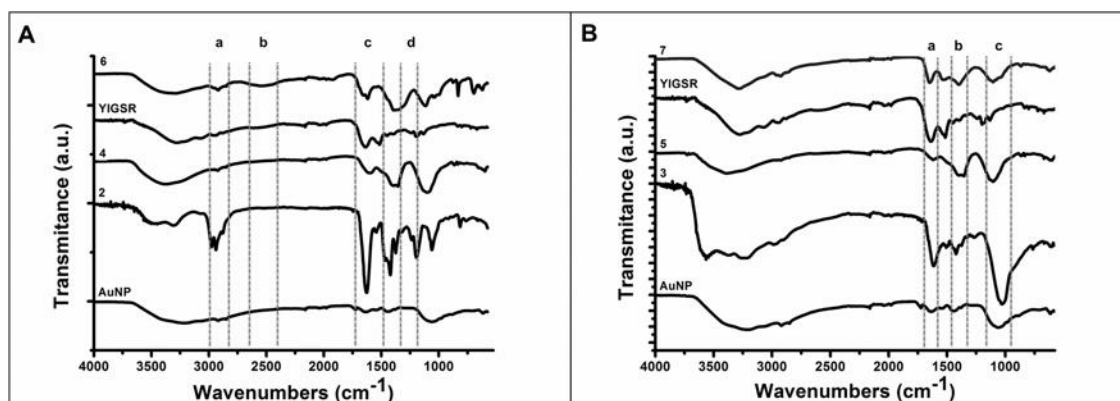 A
a b c d
6
YIGSR
4
2
AuNP
Transmitance (a.u.)
4000 3500 3000 2500 2000 1500 1000
Wavenumbers (cm-1)
B
a b c
7
YIGSR
5
3
AuNP
Transmitance (a.u.)
4000 3500 3000 2500 2000 1500 1000
Wavenumbers (cm-1)